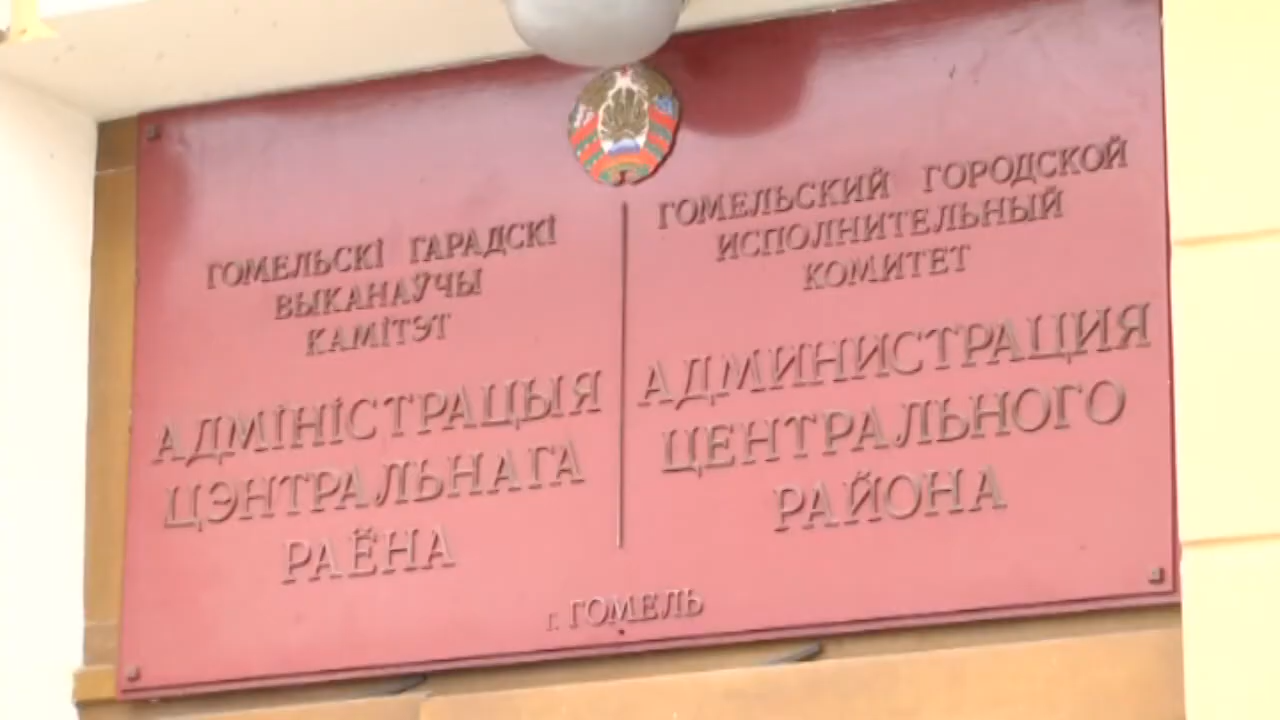 ГОМЕЛЬСКІ ГАРАДСКІ
ВЫКАНАЎЧЫ
КАМІТЭТ
АДМІНІСТРАЦЫЯ
ЦЭНТРАЛЬНАГА
РАЁНА
ГОМЕЛЬСКИЙ ГОРОДСКОЙ
ИСПОЛНИТЕЛЬНЫЙ
КОМИТЕТ
АДМИНИСТРАЦИЯ
ЦЕНТРАЛЬНОГО
РАЙОНА
г. ГОМЕЛЬ